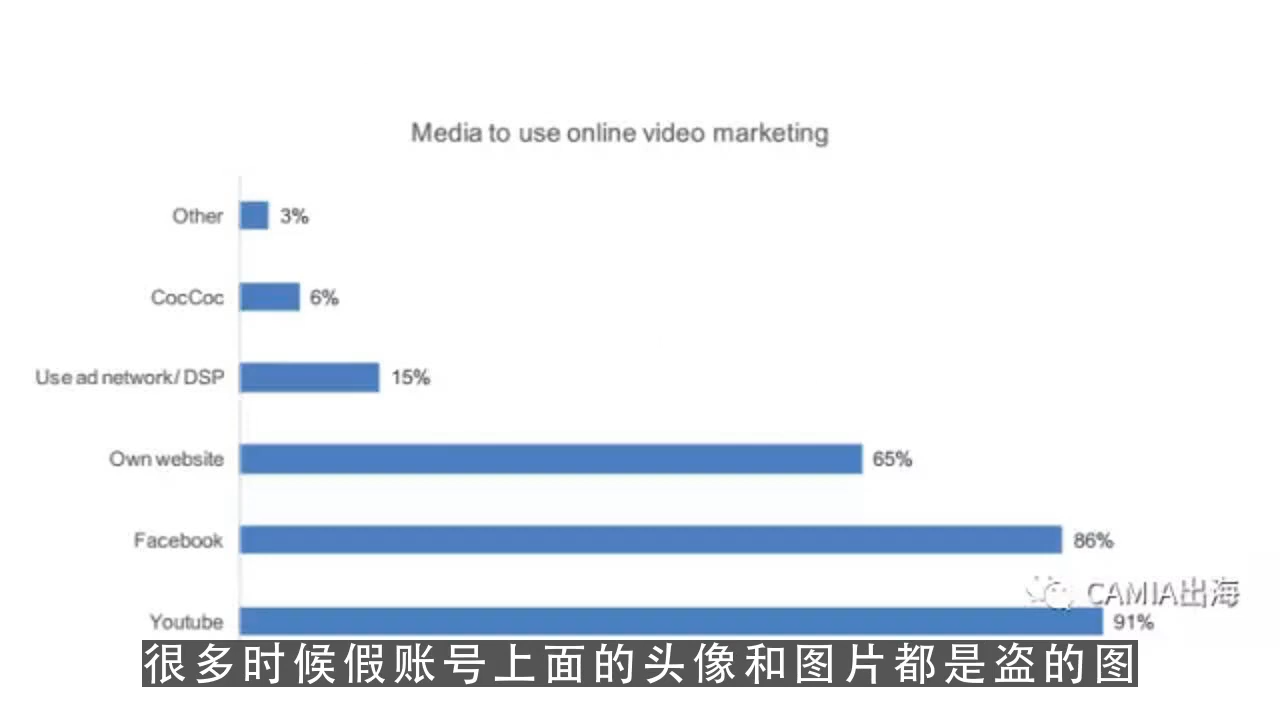 Media to use online video marketing
Other 3%
CocCoc 6%
Use ad network/ DSP 15%
Own website 65%
Facebook 86%
CAMIA出海
Youtube 91%
很多时候假账号上面的头像和图片都是盗的图